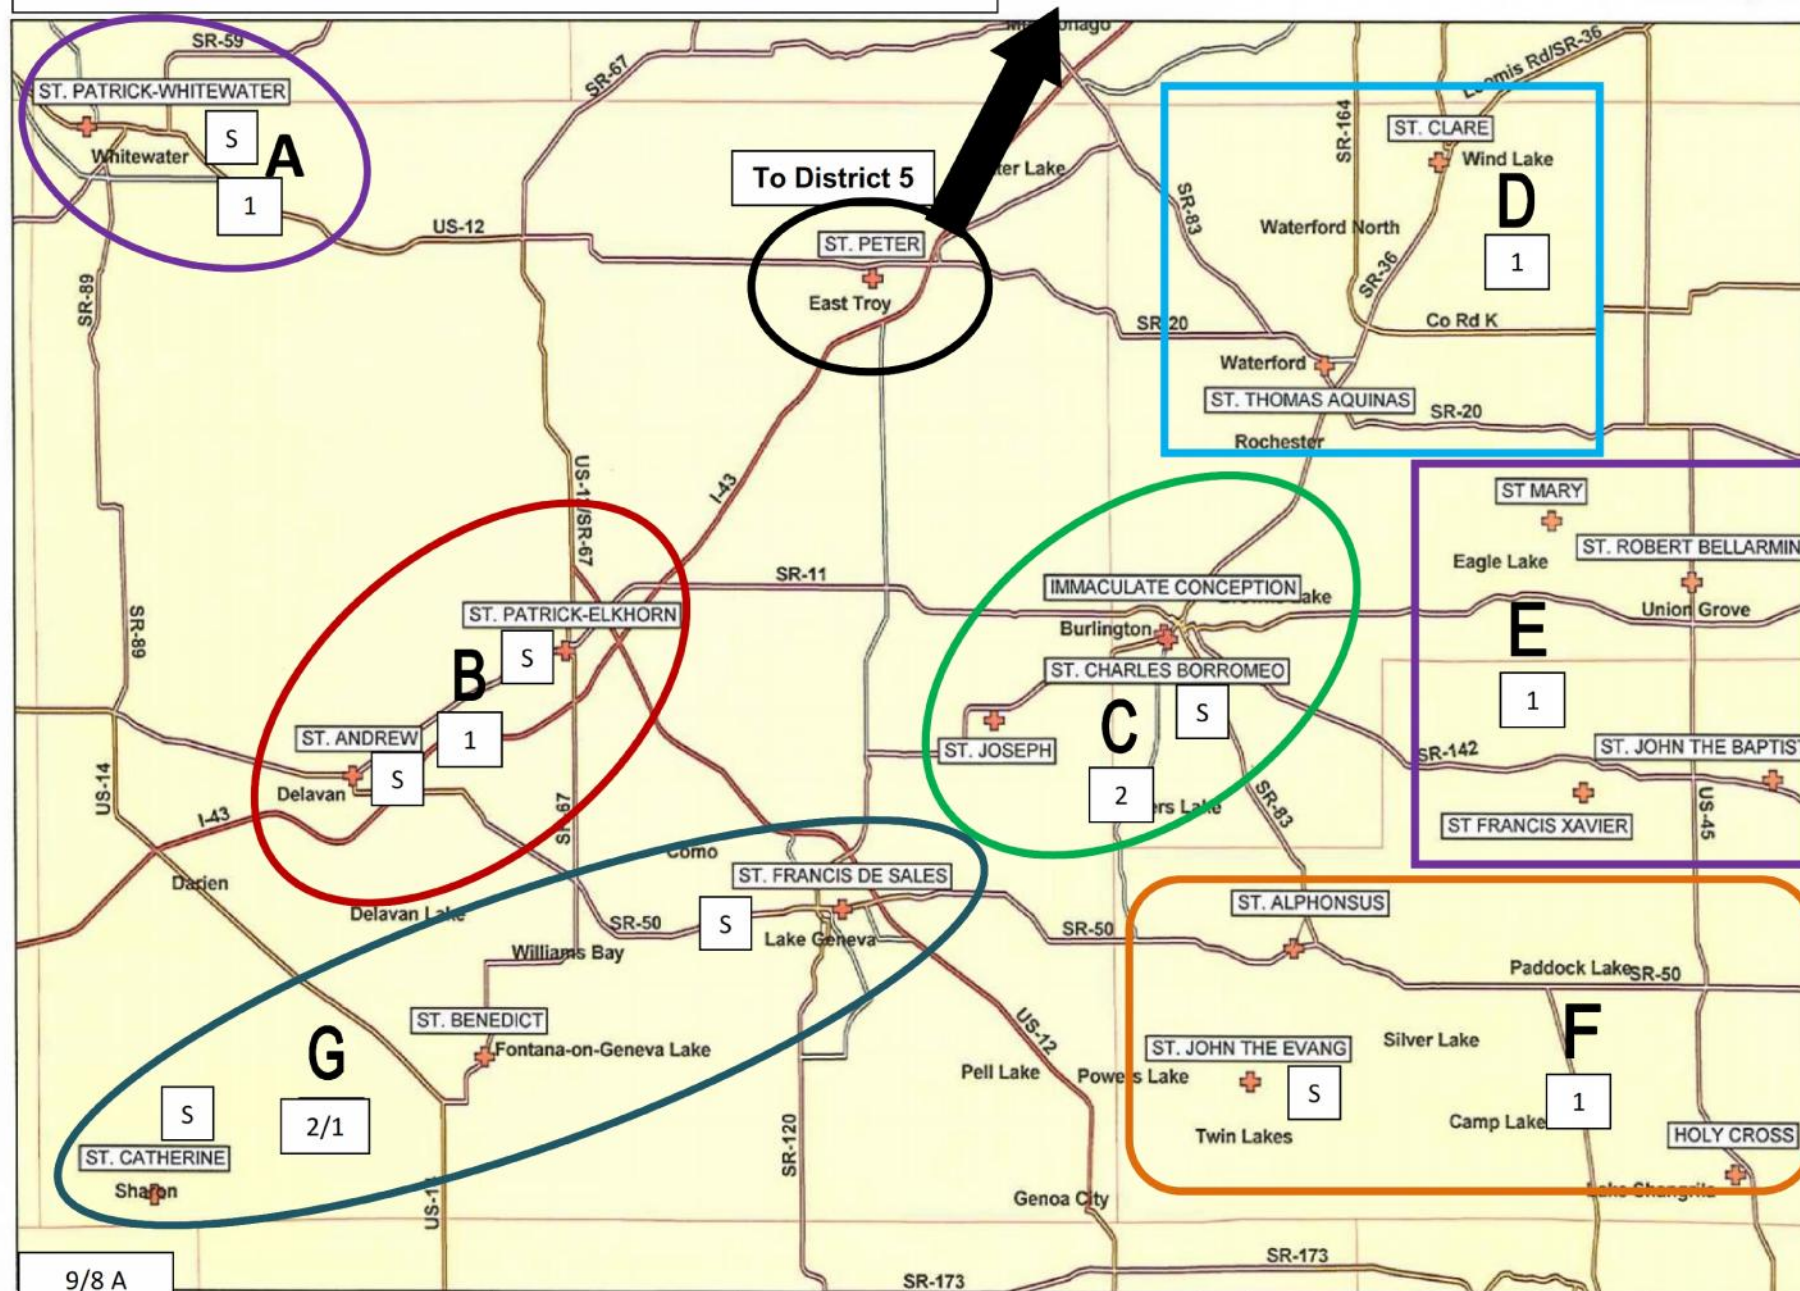 SR-59
ST. PATRICK-WHITEWATER
S
A
Whitewater
1
US-12
SR-89
SR-67
To District 5
ST. PETER
East Troy
SR-83
SR-164
Loomis Rd/SR-36
ST. CLARE
Wind Lake
D
Waterford North
1
SR-36
SR-20
Co Rd K
Waterford
ST. THOMAS AQUINAS
SR-20
Rochester
I-43
SR-11
ST. PATRICK-ELKHORN
S
B
ST. ANDREW
1
S
Delavan
I-43
SR-89
US-14
Darien
Delavan Lake
IMMACULATE CONCEPTION
Burlington
ST. CHARLES BORROMEO
S
C
ST. JOSEPH
2
SR-83
ST MARY
ST. ROBERT BELLARMIN
Eagle Lake
Union Grove
E
1
SR-142
ST. JOHN THE BAPTIST
ST FRANCIS XAVIER
US-45
Como
ST. FRANCIS DE SALES
S
SR-50
Lake Geneva
Williams Bay
ST. BENEDICT
Fontana-on-Geneva Lake
G
S
2/1
ST. CATHERINE
Sharon
SR-50
ST. ALPHONSUS
Paddock Lake
SR-50
F
ST. JOHN THE EVANG
Silver Lake
S
1
Twin Lakes
Camp Lake
HOLY CROSS
Lake Shangrila
US-12
Pell Lake
Powers Lake
SR-120
Genoa City
SR-173
SR-173
9/8 A